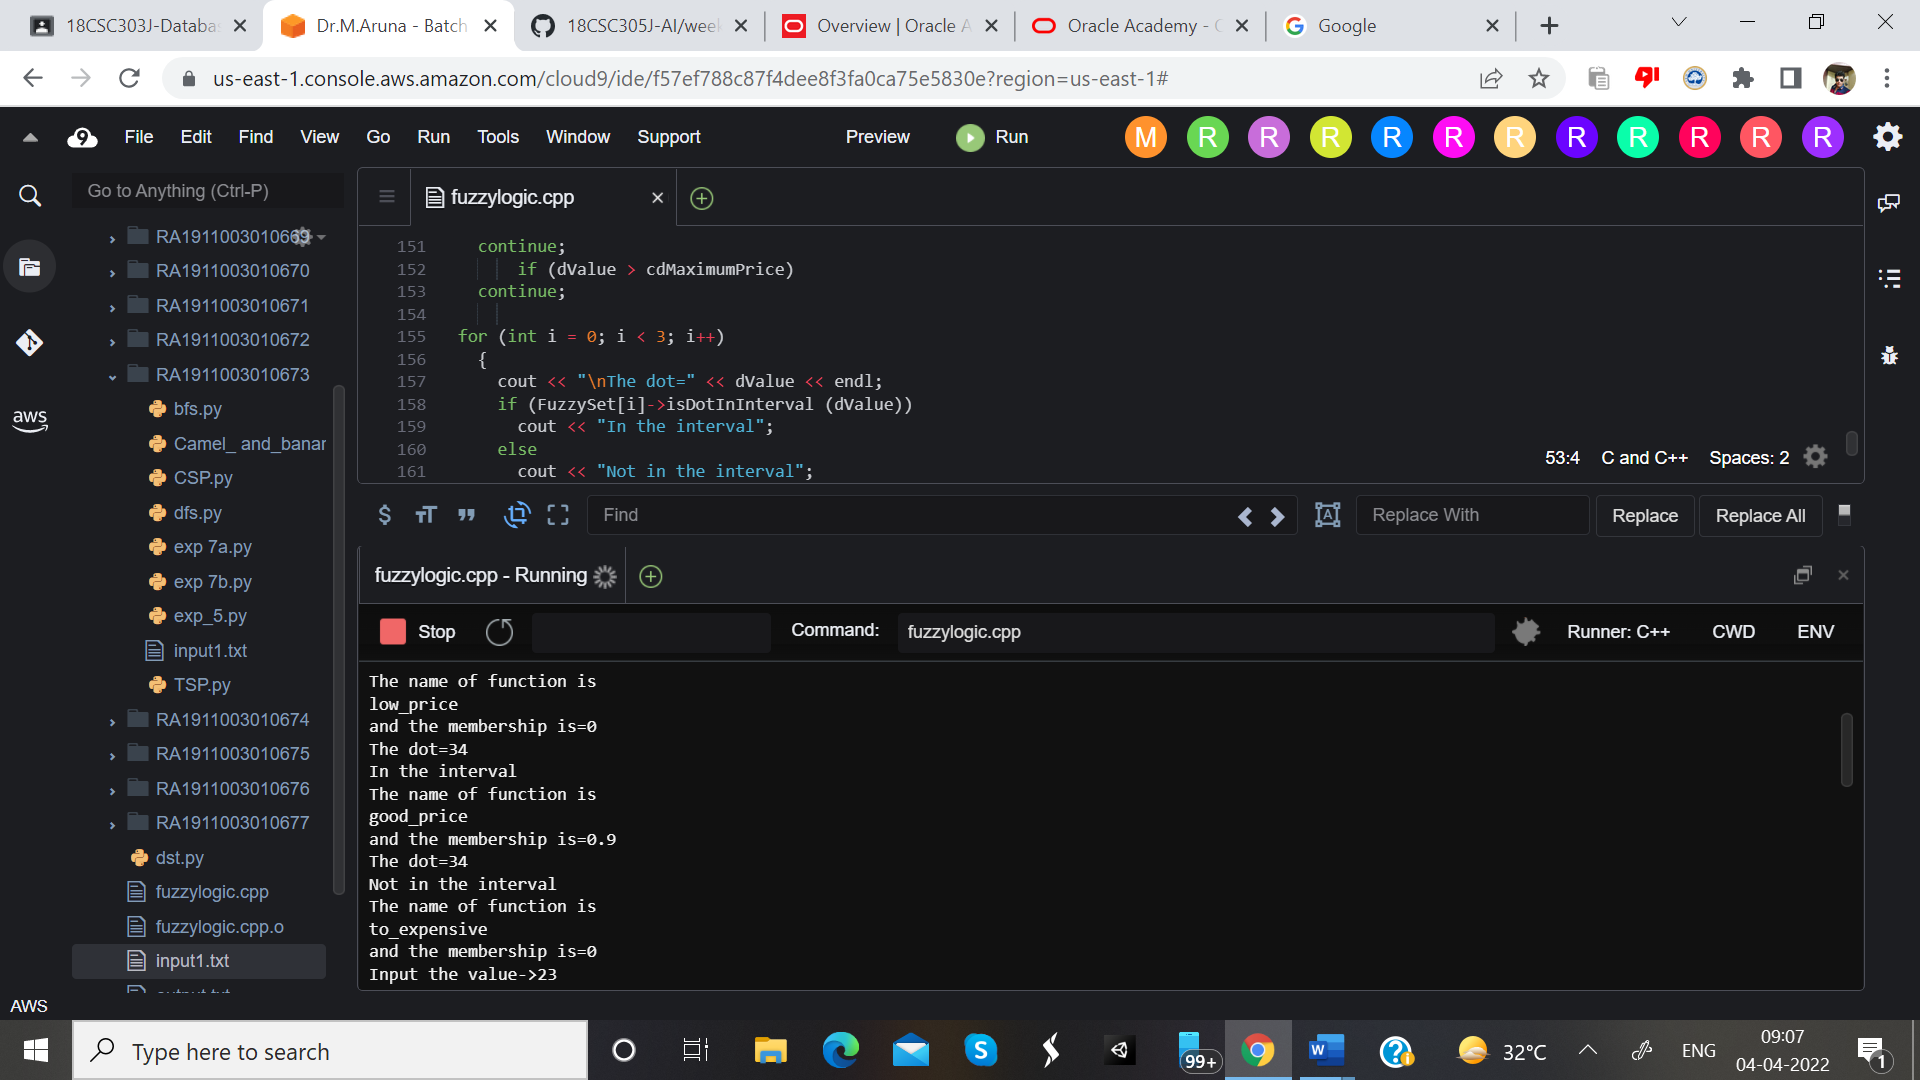 18CSC303J-Databa
Dr.M.Aruna - Batch
18CSC305J-AI/week
Overview | Oracle A
Oracle Academy - C
Google
us-east-1.console.aws.amazon.com/cloud9/ide/f57ef788c87f4dee8f3fa0ca75e5830e?region=us-east-1#
9 File Edit Find View Go Run Tools Window Support Preview Run M R R R R R R R R R R R
Go to Anything (Ctrl-P)
RA1911003010669
RA1911003010670
RA1911003010671
RA1911003010672
RA1911003010673
bfs.py
Camel_ and_banar
CSP.py
dfs.py
exp 7a.py
exp 7b.py
exp_5.py
input1.txt
TSP.py
RA1911003010674
RA1911003010675
RA1911003010676
RA1911003010677
dst.py
fuzzylogic.cpp
fuzzylogic.cpp.o
input1.txt
aws
AWS
fuzzylogic.cpp
151 continue;
152 if (dValue > cdMaximumPrice)
153 continue;
154
155 for (int i = 0; i < 3; i++)
156 {
157 cout << "\nThe dot=" << dValue << endl;
158 if (FuzzySet[i]->isDotInInterval (dValue))
159 cout << "In the interval";
160 else
161 cout << "Not in the interval";
53:4 C and C++ Spaces: 2
Find Replace With Replace Replace All
fuzzylogic.cpp - Running
Stop Command: fuzzylogic.cpp Runner: C++ CWD ENV
The name of function is
low_price
and the membership is=0
The dot=34
In the interval
The name of function is
good_price
and the membership is=0.9
The dot=34
Not in the interval
The name of function is
to_expensive
and the membership is=0
Input the value->23
Type here to search
99+
32°C
ENG
09:07
04-04-2022
1